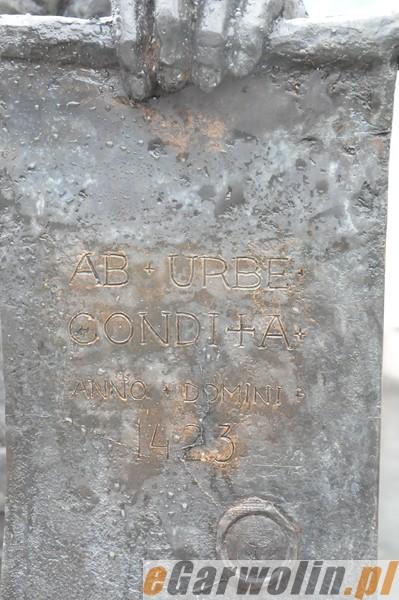 AB + URBE +
CONDI+A +
ANNO + DOMINI +
1423
eGarwolin.pl